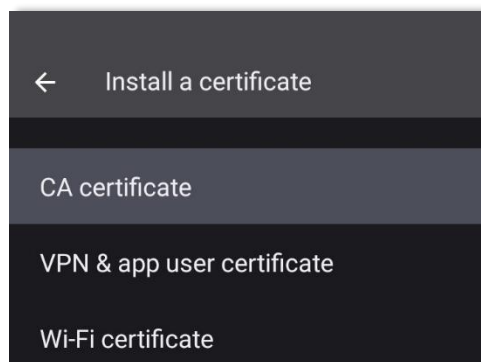 Install a certificate
CA certificate
VPN & app user certificate
Wi-Fi certificate